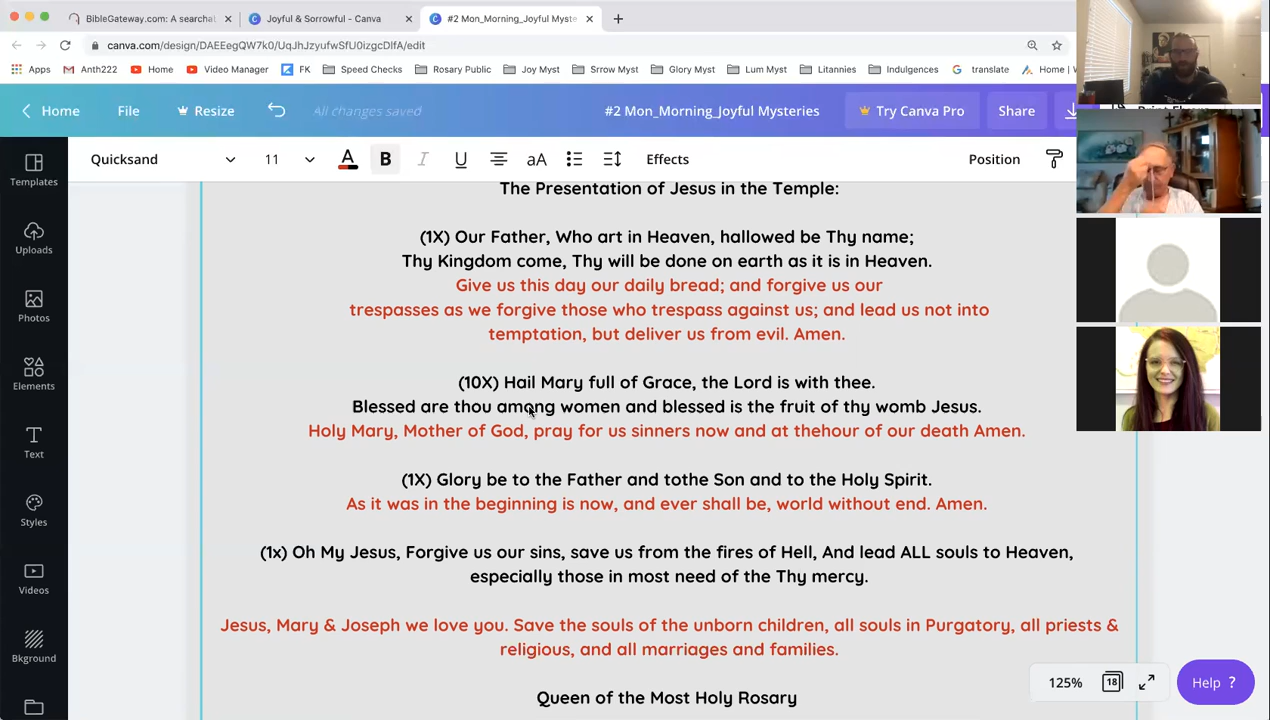 BibleGateway.com: A searchab
Joyful & Sorrowful - Canva
#2 Mon_Morning_Joyful Myste
canva.com/design/DAEEegQW7k0/UqJhJzyufwSfU0izgcDlfA/edit
Apps
Anth222
Home
Video Manager
FK
Speed Checks
Rosary Public
Joy Myst
Srrow Myst
Glory Myst
Lum Myst
Litannies
Indulgences
translate
Home | W
Home
File
Resize
All changes saved
#2 Mon_Morning_Joyful Mysteries
Try Canva Pro
Share
Quicksand
11
A
B
I
U
aA
Effects
Position
Templates
Uploads
Photos
Elements
Text
Styles
Videos
Bkground
The Presentation of Jesus in the Temple:
(1X) Our Father, Who art in Heaven, hallowed be Thy name;
Thy Kingdom come, Thy will be done on earth as it is in Heaven.
Give us this day our daily bread; and forgive us our
trespasses as we forgive those who trespass against us; and lead us not into
temptation, but deliver us from evil. Amen.
(10X) Hail Mary full of Grace, the Lord is with thee.
Blessed are thou among women and blessed is the fruit of thy womb Jesus.
Holy Mary, Mother of God, pray for us sinners now and at thehour of our death Amen.
(1X) Glory be to the Father and tothe Son and to the Holy Spirit.
As it was in the beginning is now, and ever shall be, world without end. Amen.
(1x) Oh My Jesus, Forgive us our sins, save us from the fires of Hell, And lead ALL souls to Heaven,
especially those in most need of the Thy mercy.
Jesus, Mary & Joseph we love you. Save the souls of the unborn children, all souls in Purgatory, all priests &
religious, and all marriages and families.
Queen of the Most Holy Rosary
125%
18
Help ?